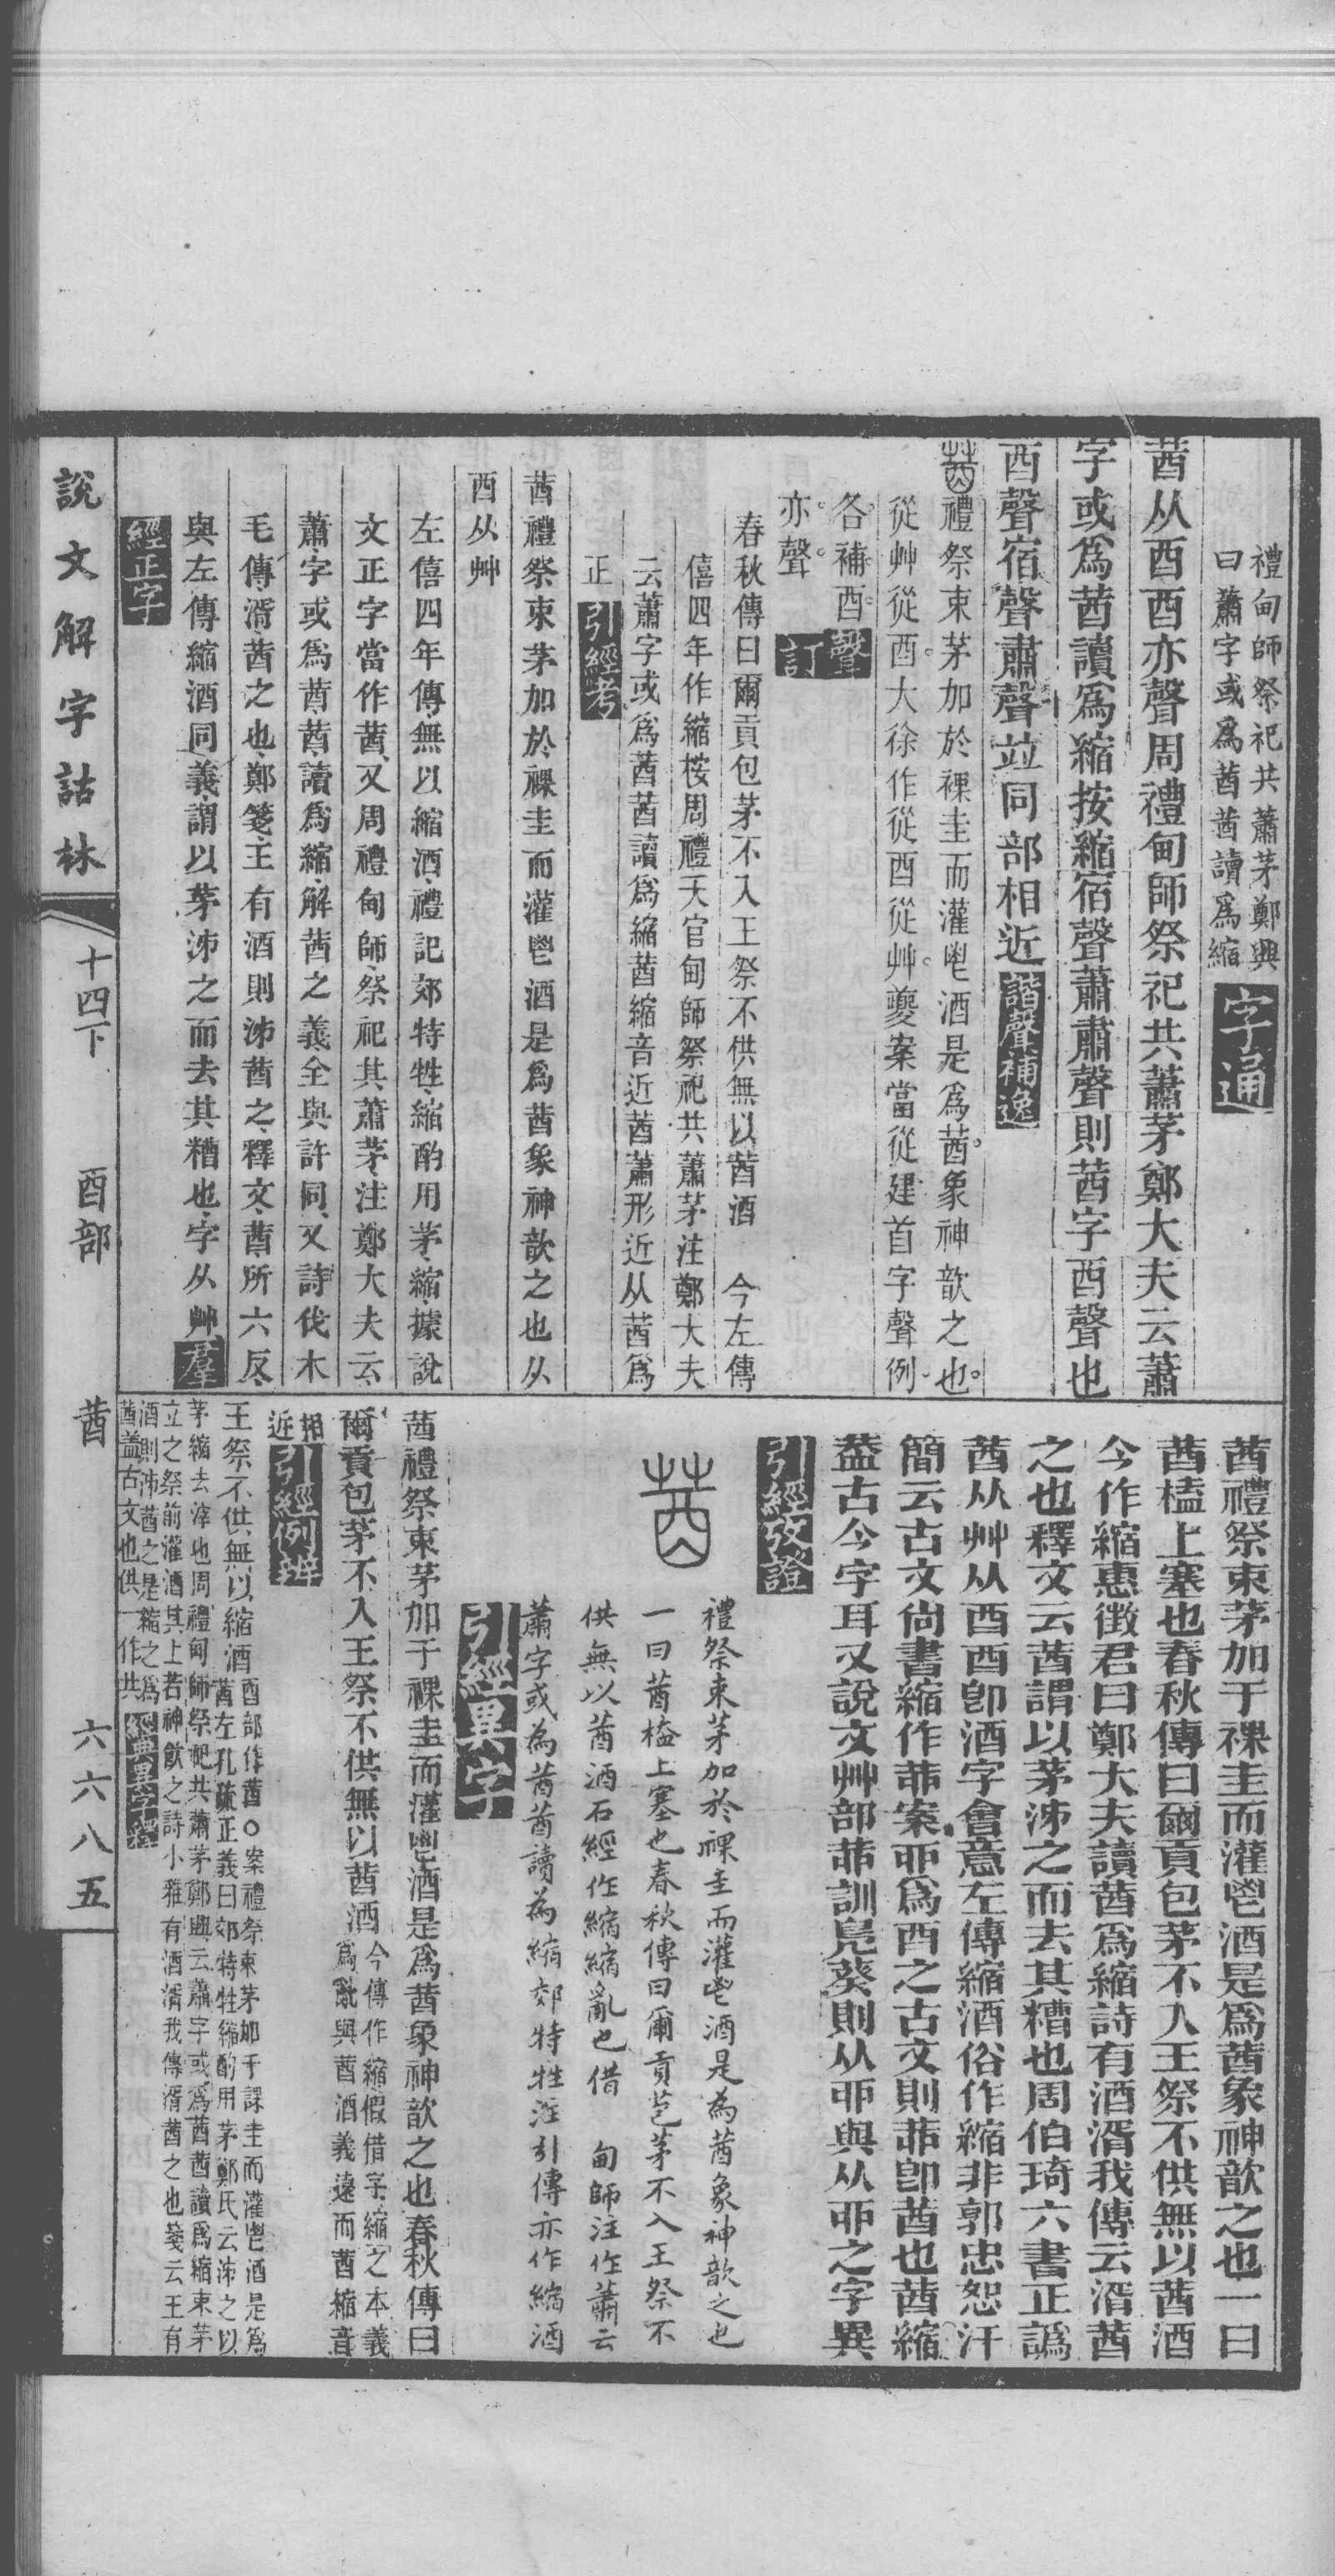 禮甸師祭祀共蕭茅鄭興
曰蕭字或爲莤莤讀爲縮
字通
莤从酉酉亦聲周禮甸師祭祀共蕭茅鄭大夫云蕭
字或爲莤讀爲縮按縮宿聲蕭肅聲則莤字酉聲也
酉聲宿聲肅聲竝同部相近
諧聲補逸
莤禮祭束茅加於祼圭而灌鬯酒是爲莤象神歆之也
從艸從酉大徐作從酉從艸夔案當從建首字聲例
各補酉聲
亦聲訂
春秋傳曰爾貢包茅不入王祭不供無以莤酒 今左傳
僖四年作縮桉周禮天官甸師祭祀共蕭茅注鄭大夫
云蕭字或爲莤莤讀爲縮莤縮音近莤蕭形近从莤爲
正
引經考
莤禮祭束茅加於祼圭而灌鬯酒是爲莤象神歆之也从
酉从艸
左僖四年傳無以縮酒禮記郊特牲縮酌用茅縮據說
文正字當作莤又周禮甸師祭祀其蕭茅注鄭大夫云
蕭字或爲莤莤讀爲縮解莤之義全與許同又詩伐木
毛傳湑莤之也鄭箋王有酒則泲莤之釋文莤所六反
與左傳縮酒同義謂以茅泲之而去其糟也字从艸
羣經正字
莤禮祭束茅加于祼圭而灌鬯酒是爲莤象神歆之也一曰
莤榼上塞也春秋傳曰爾貢包茅不入王祭不供無以莤酒
今作縮惠徵君曰鄭大夫讀莤爲縮詩有酒湑我傳云湑莤
之也釋文云莤謂以茅泲之而去其糟也周伯琦六書正譌
莤从艸从酉酉卽酒字會意左傳縮酒俗作縮非郭忠恕汗
簡云古文尙書縮作茆案丣爲酉之古文則茆卽莤也莤縮
葢古今字耳又說文艸部茆訓鳧葵則从丣與从丣之字異
引經攷證
莤
禮祭束茅加於祼圭而灌鬯酒是為莤象神歆之也
一曰莤榼上塞也春秋傳曰爾貢苞茅不入王祭不
供無以莤酒石經作縮縮亂也借 甸師注作蕭云
蕭字或為莤莤讀為縮郊特牲注引傳亦作縮酒
引經異字
莤禮祭束茅加于祼圭而灌鬯酒是爲莤象神歆之也春秋傳曰
爾貢包茅不入王祭不供無以莤酒
今傳作縮假借字縮之本義
爲亂與莤酒義遠而莤縮音
相近
引經例辨
王祭不供無以縮酒
酉部作莤○案禮祭束茅加于祼圭而灌鬯酒是爲
莤左孔疏正義曰郊特牲縮酌用茅鄭氏云泲之以
茅縮去滓也周禮甸師祭祀共蕭茅鄭興云蕭字或爲莤莤讀爲縮束茅
立之祭前灌酒其上若神飮之詩小雅有酒湑我傳湑莤之也箋云王有
酒則泲莤之是縮之爲
莤葢古文也供一作共
經典異字釋
說文解字詁林
十四下
酉部
莤
六六八五